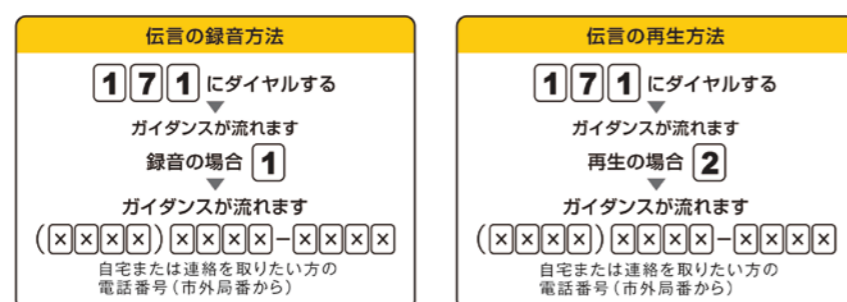 伝言の録音方法
171にダイヤルする
ガイダンスが流れます
録音の場合1
ガイダンスが流れます
(××××)××××−××××
自宅または連絡を取りたい方の
電話番号(市外局番から)
伝言の再生方法
171にダイヤルする
ガイダンスが流れます
再生の場合2
ガイダンスが流れます
(××××)××××−××××
自宅または連絡を取りたい方の
電話番号(市外局番から)